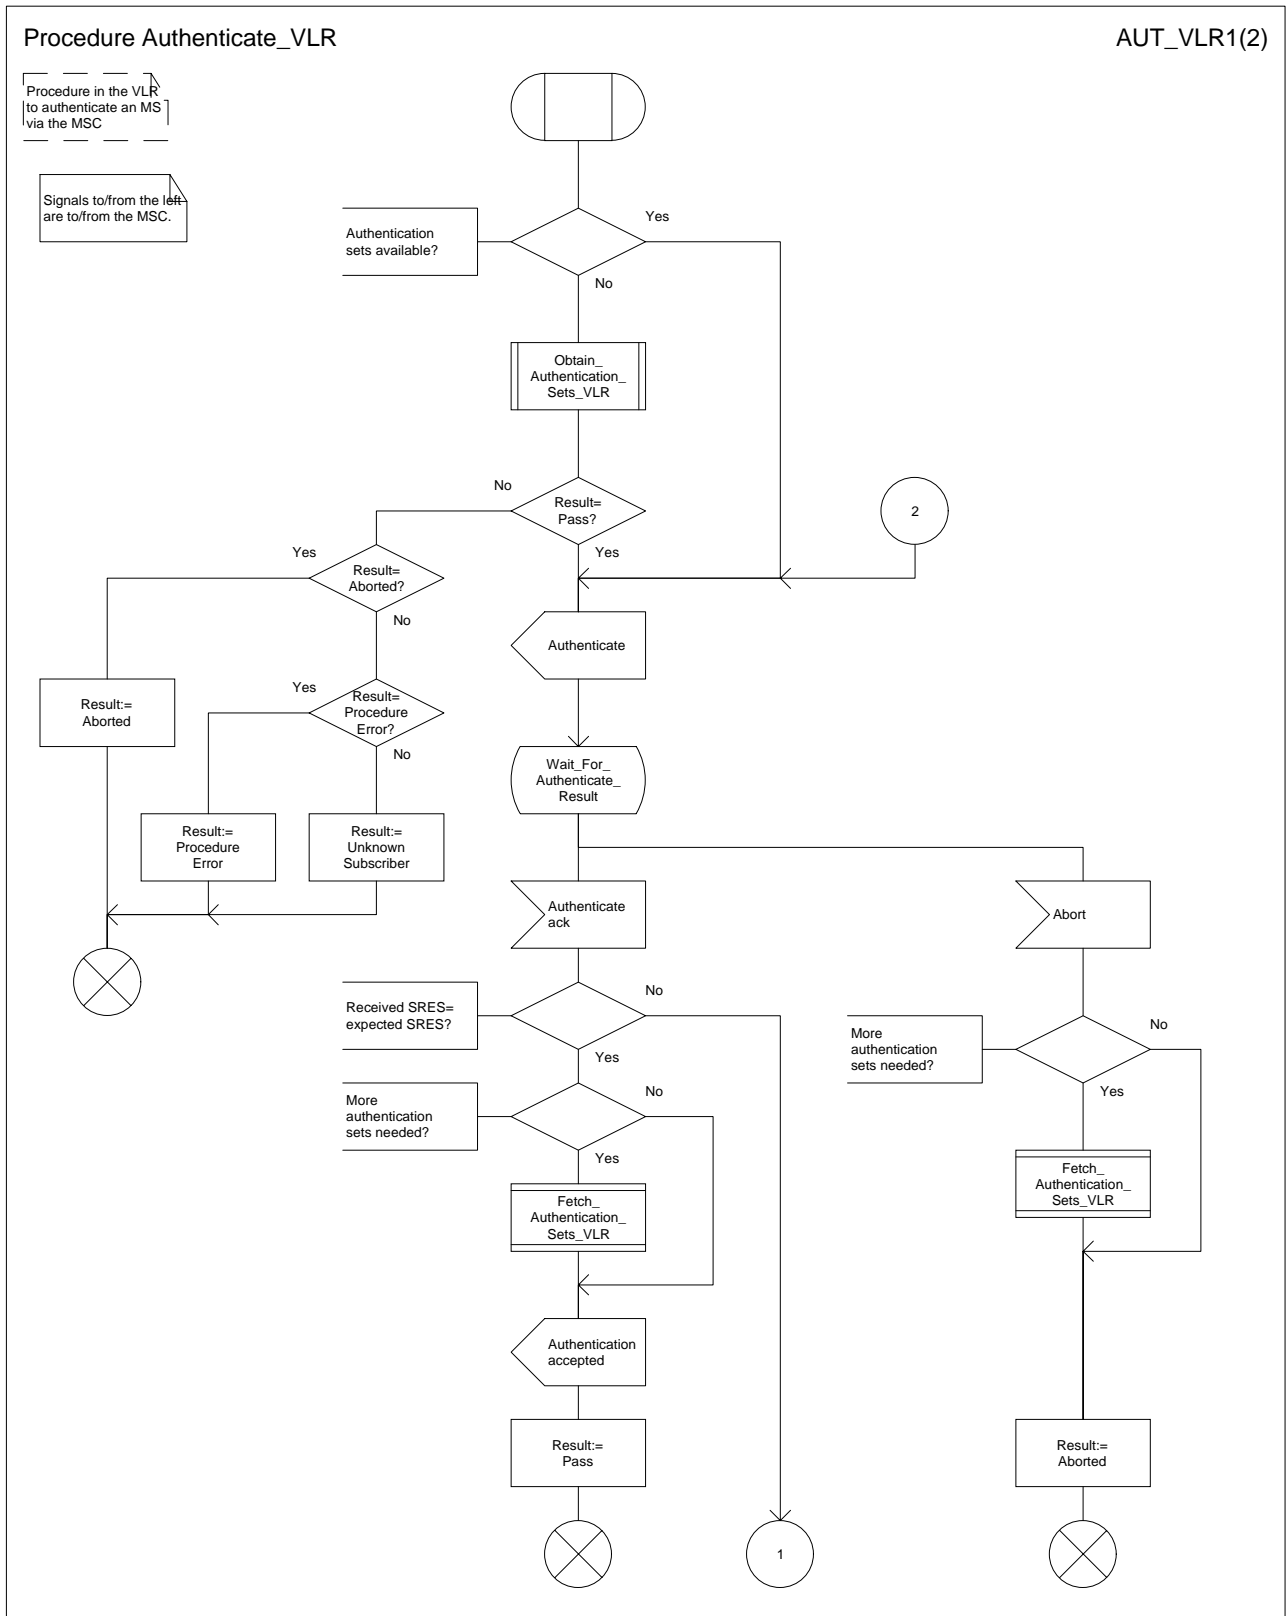 Procedure Authenticate_VLR
AUT_VLR1(2)
Procedure in the VLR
to authenticate an MS
via the MSC
Signals to/from the left
are to/from the MSC.
Authentication
sets available?
Yes
No
Obtain_
Authentication_
Sets_VLR
No
Result=
Pass?
Yes
2
Yes
Result=
Aborted?
No
Authenticate
Result:=
Aborted
Yes
Result=
Procedure
Error?
No
Wait_For_
Authenticate_
Result
Result:=
Procedure
Error
Result:=
Unknown
Subscriber
Authenticate
ack
Abort
Received SRES=
expected SRES?
No
Yes
More
authentication
sets needed?
No
Yes
More
authentication
sets needed?
No
Yes
Fetch_
Authentication_
Sets_VLR
Fetch_
Authentication_
Sets_VLR
Authentication
accepted
Result:=
Pass
Result:=
Aborted
1